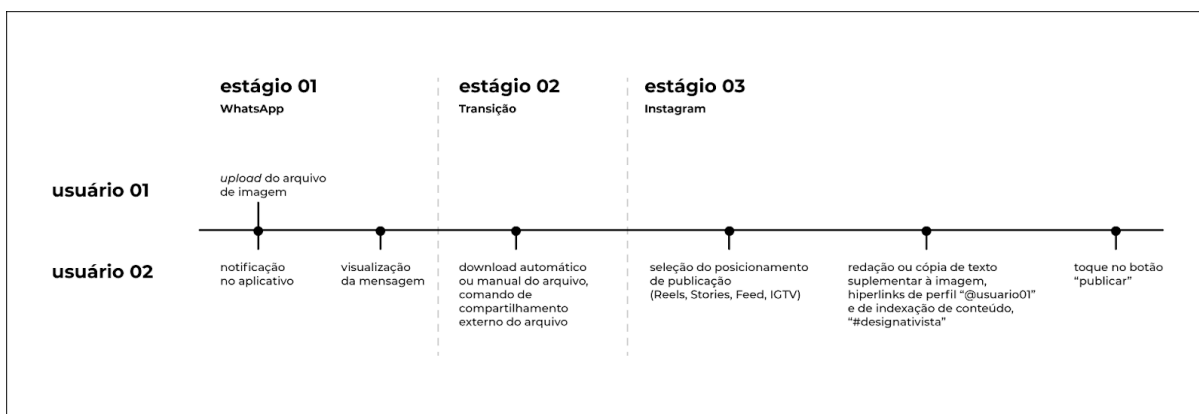 estágio 01
WhatsApp
estágio 02
Transição
estágio 03
Instagram
usuário 01
upload do arquivo
de imagem
usuário 02
notificação
no aplicativo
visualização
da mensagem
download automático
ou manual do arquivo,
comando de
compartilhamento
externo do arquivo
seleção do posicionamento
de publicação
(Reels, Stories, Feed, IGTV)
redação ou cópia de texto
suplementar à imagem,
hiperlinks de perfil “@usuario01”
e de indexação de conteúdo,
“#designativista”
toque no botão
“publicar”